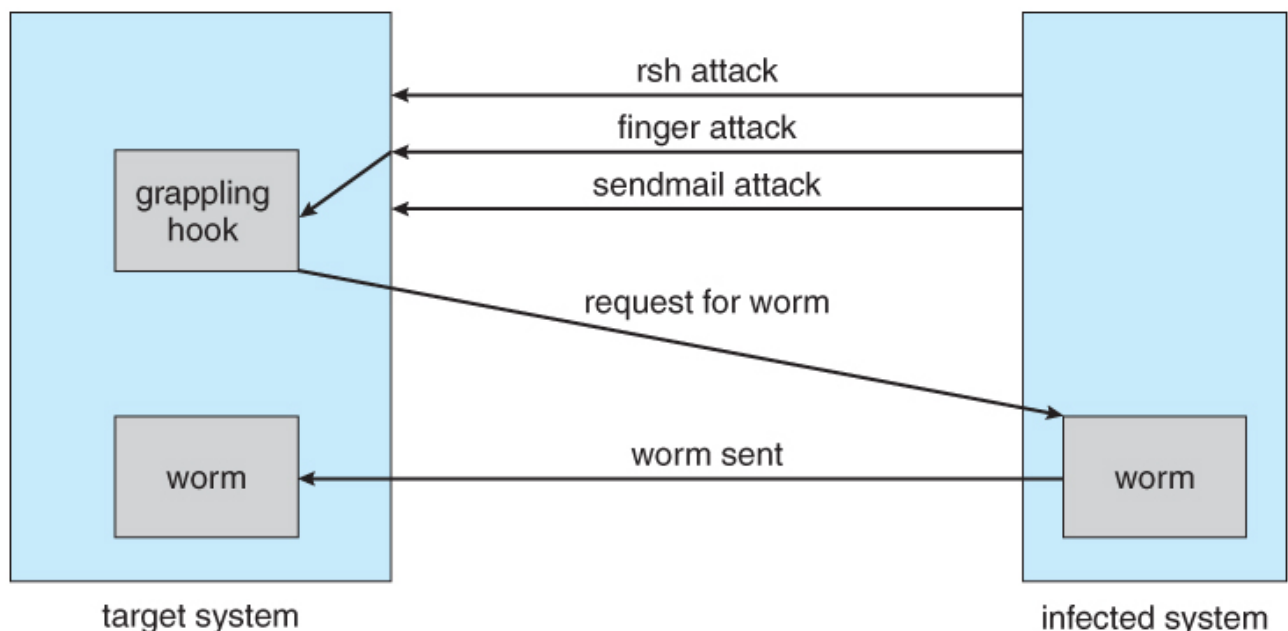 rsh attack
finger attack
sendmail attack
grappling
hook
request for worm
worm
worm sent
worm
target system
infected system